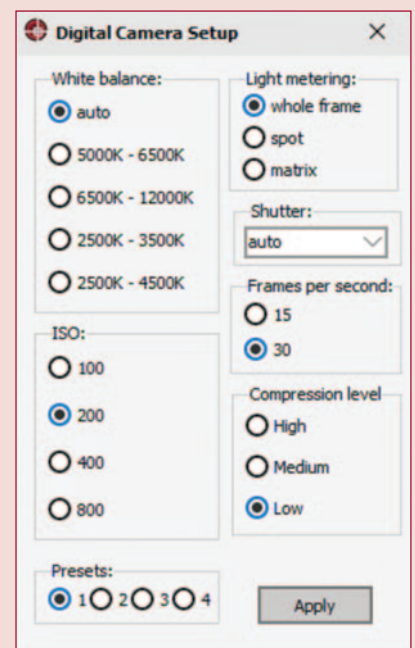 Digital Camera Setup
White balance:
auto
5000K - 6500K
6500K - 12000K
2500K - 3500K
2500K - 4500K
ISO:
100
200
400
800
Presets:
1 2 3 4
Light metering:
whole frame
spot
matrix
Shutter:
auto
Frames per second:
15
30
Compression level
High
Medium
Low
Apply